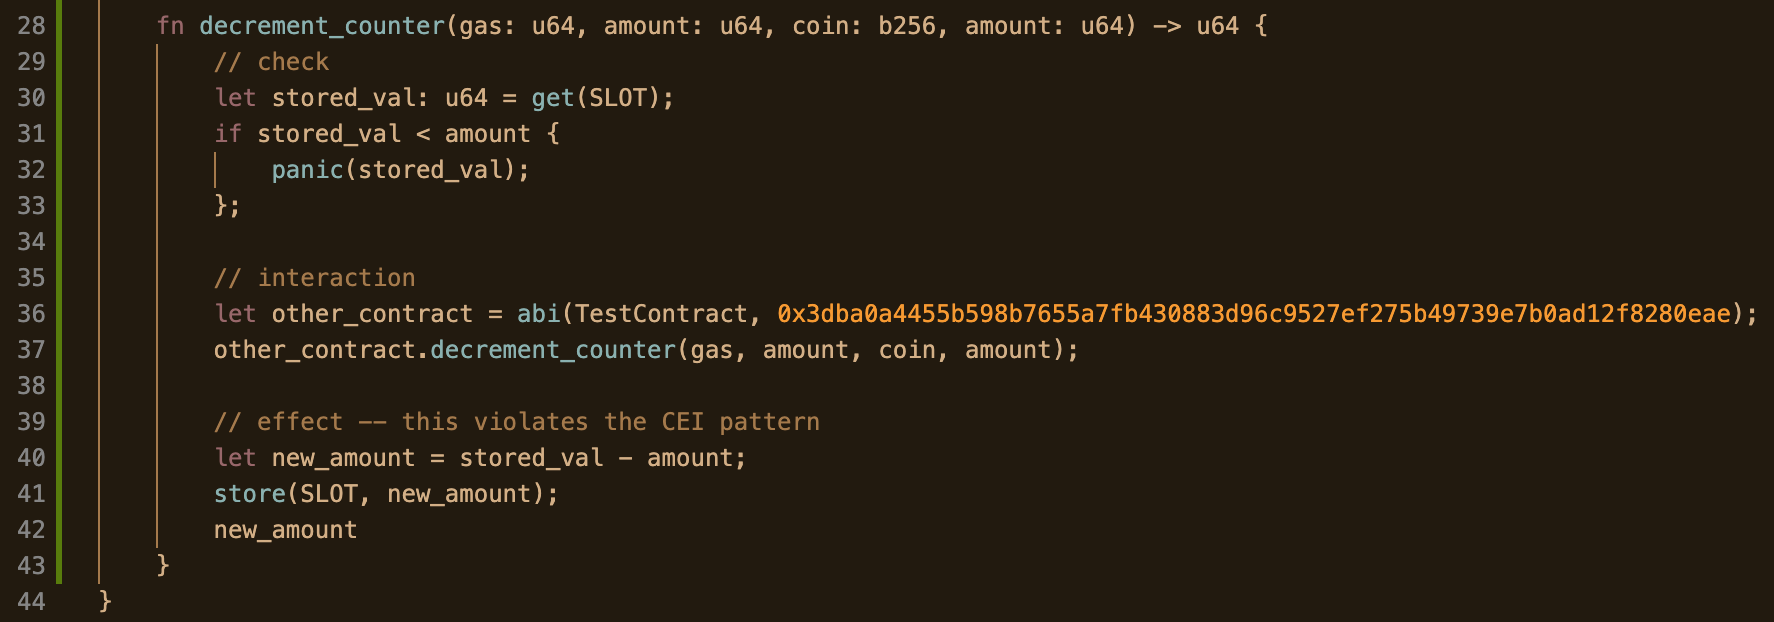 28 fn decrement_counter(gas: u64, amount: u64, coin: b256, amount: u64) -> u64 {
29 // check
30 let stored_val: u64 = get(SLOT);
31 if stored_val < amount {
32 panic(stored_val);
33 };
34
35 // interaction
36 let other_contract = abi(TestContract, 0x3dba0a4455b598b7655a7fb430883d96c9527ef275b49739e7b0ad12f8280eae);
37 other_contract.decrement_counter(gas, amount, coin, amount);
38
39 // effect -- this violates the CEI pattern
40 let new_amount = stored_val - amount;
41 store(SLOT, new_amount);
42 new_amount
43 }
44 }